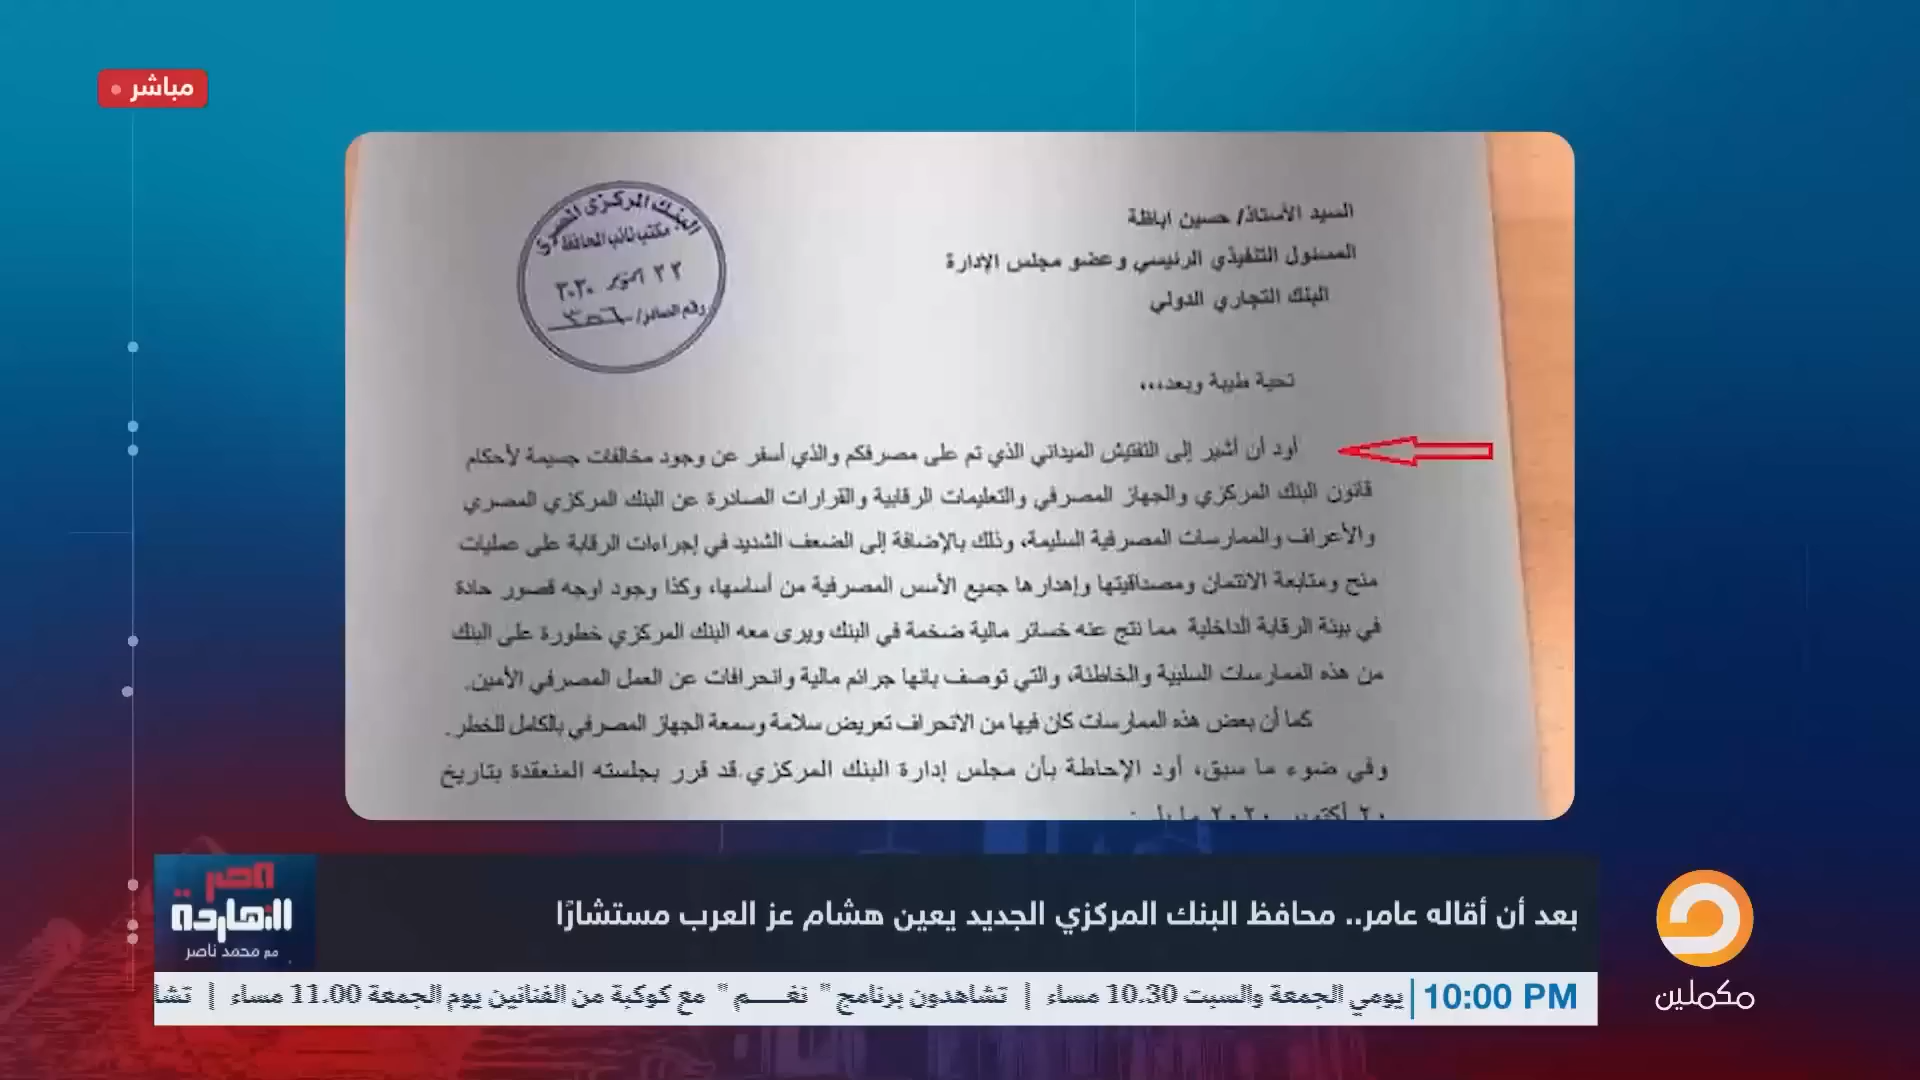 مباشر
البنك المركزي المصري
مكتب نائب المحافظ
٢٢ أكتوبر ٢٠٢٠
رقم الصادر/
السيد الأستاذ/ حسين اباظة
المسئول التنفيذي الرئيسي وعضو مجلس الإدارة
البنك التجاري الدولي
تحية طيبة وبعد،،،
أود أن أشير إلى التفتيش الميداني الذي تم على مصرفكم والذي أسفر عن وجود مخالفات جسيمة لأحكام
قانون البنك المركزي والجهاز المصرفي والتعليمات الرقابية والقرارات الصادرة عن البنك المركزي المصري
والأعراف والممارسات المصرفية السليمة، وذلك بالإضافة إلى الضعف الشديد في إجراءات الرقابة على عمليات
منح ومتابعة الائتمان ومصداقيتها وإهدارها جميع الأسس المصرفية من أساسها، وكذا وجود اوجه قصور حادة
في بيئة الرقابة الداخلية مما نتج عنه خسائر مالية ضخمة في البنك ويرى معه البنك المركزي خطورة على البنك
من هذه الممارسات السلبية والخاطئة، والتي توصف بانها جرائم مالية وانحرافات عن العمل المصرفي الأمين.
كما أن بعض هذه الممارسات كان فيها من الانحراف تعريض سلامة وسمعة الجهاز المصرفي بالكامل للخطر.
وفي ضوء ما سبق، أود الإحاطة بأن مجلس إدارة البنك المركزي قد قرر بجلسته المنعقدة بتاريخ
٢٠ أكتوبر ٢٠٢٠ ما يلي:
بعد أن أقاله عامر.. محافظ البنك المركزي الجديد يعين هشام عز العرب مستشارًا
مصر
النهاردة
مع محمد ناصر
10:00 PM
يومي الجمعة والسبت 10.30 مساء | تشاهدون برنامج " نغـــم " مع كوكبة من الفنانين يوم الجمعة 11.00 مساء | تشا
مكملين